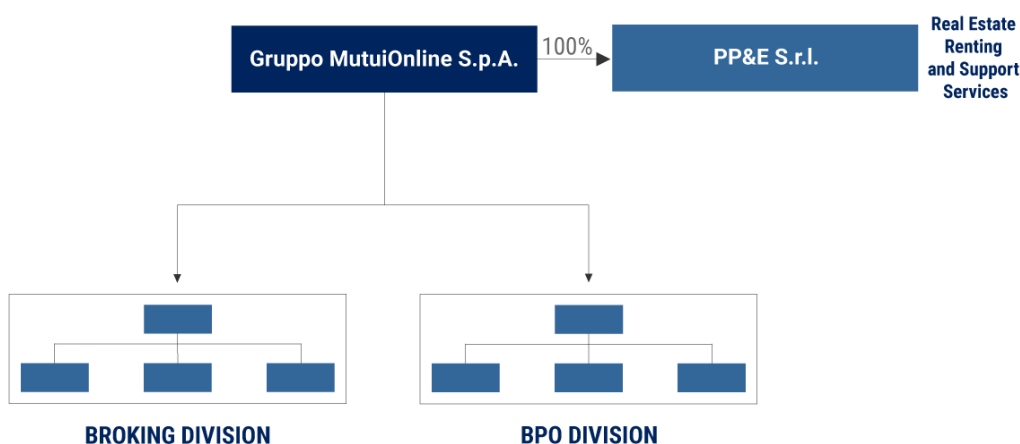 Gruppo MutuiOnline S.p.A.
100%
PP&E S.r.l.
Real Estate
Renting
and Support
Services
BROKING DIVISION
BPO DIVISION